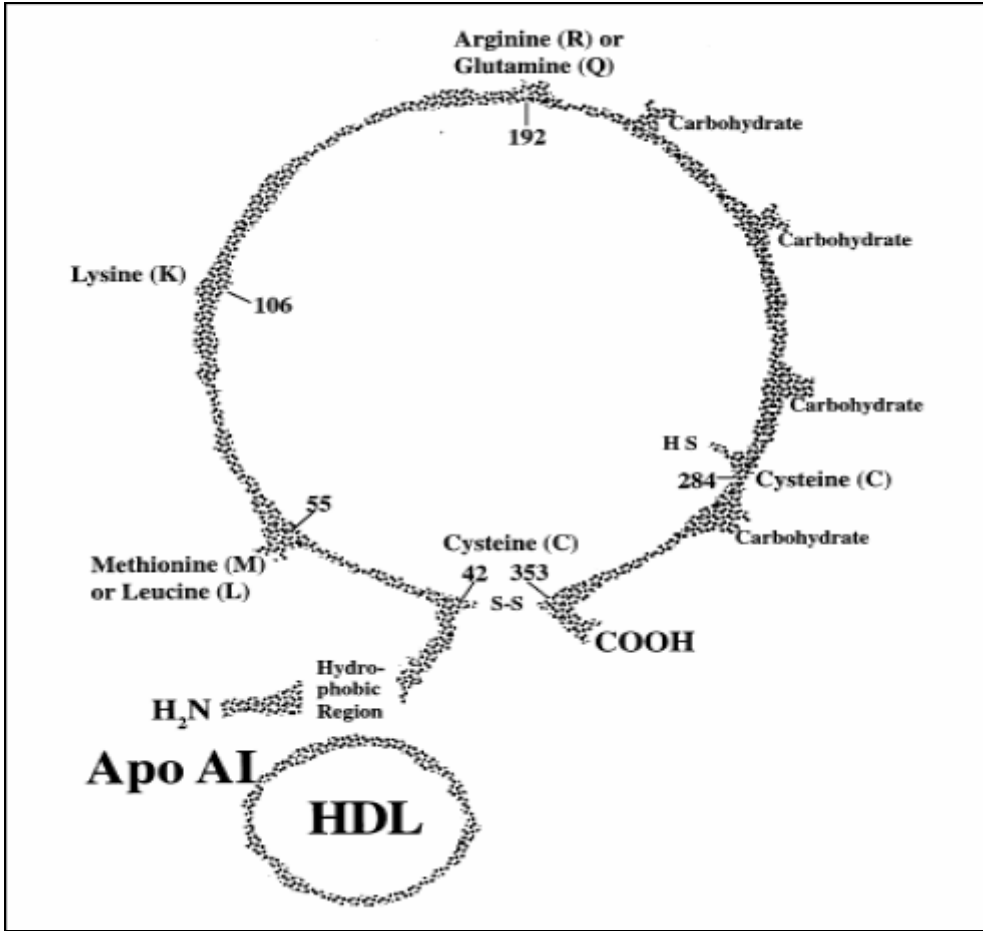 Arginine (R) or
Glutamine (Q)
192
Carbohydrate
Carbohydrate
Lysine (K)
106
Carbohydrate
H S
284
Cysteine (C)
55
Carbohydrate
Cysteine (C)
Methionine (M)
or Leucine (L)
42
353
S-S
COOH
Hydro-
phobic
Region
H₂N
Apo AI
HDL